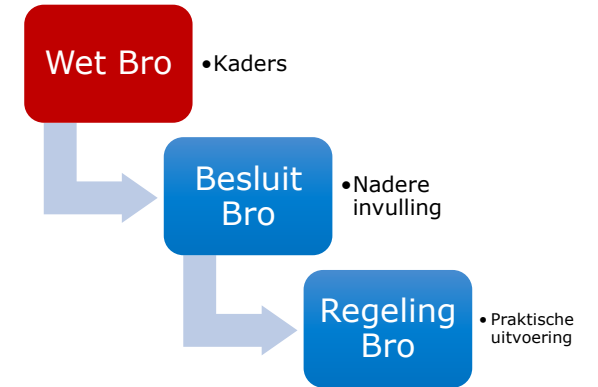 Wet Bro
•Kaders
Besluit
Bro
•Nadere
invulling
Regeling
Bro
•Praktische
uitvoering